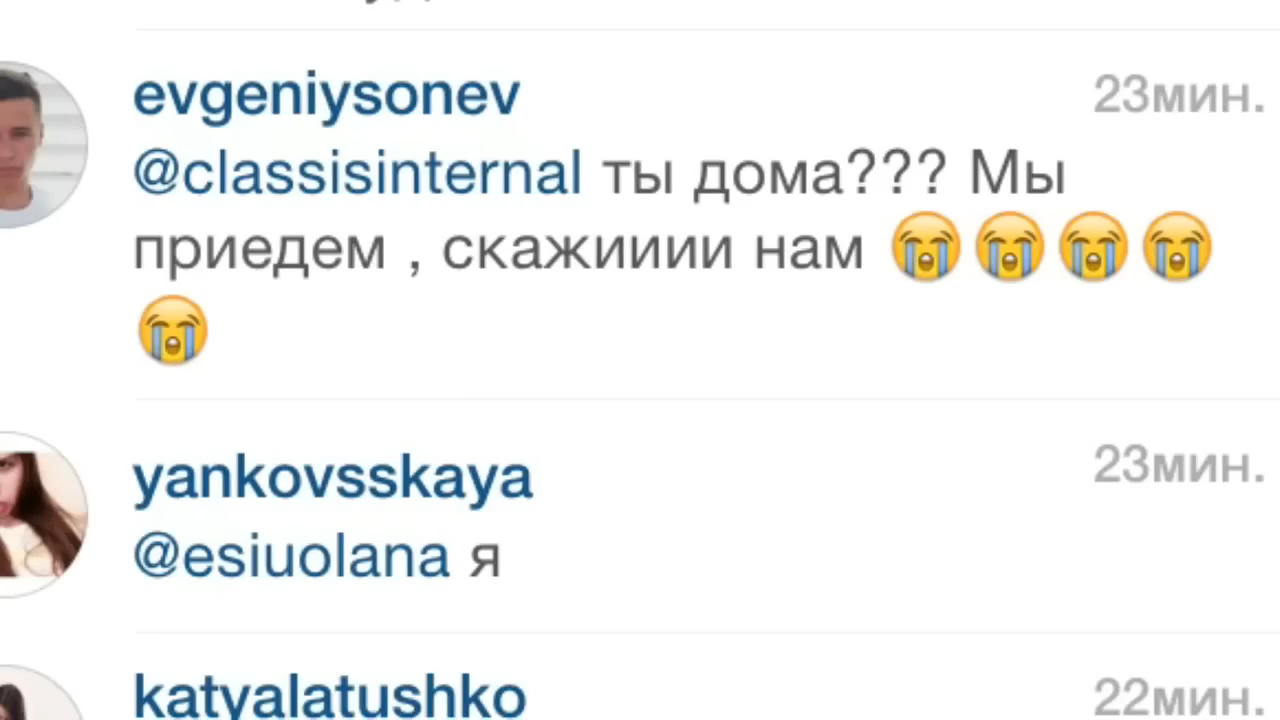 evgeniysonev 23мин.
@classisinternal ты дома??? Мы
приедем , скажииии нам 😭😭😭😭
😭
yankovsskaya 23мин.
@esiuolana я
katyalatushko 22мин.